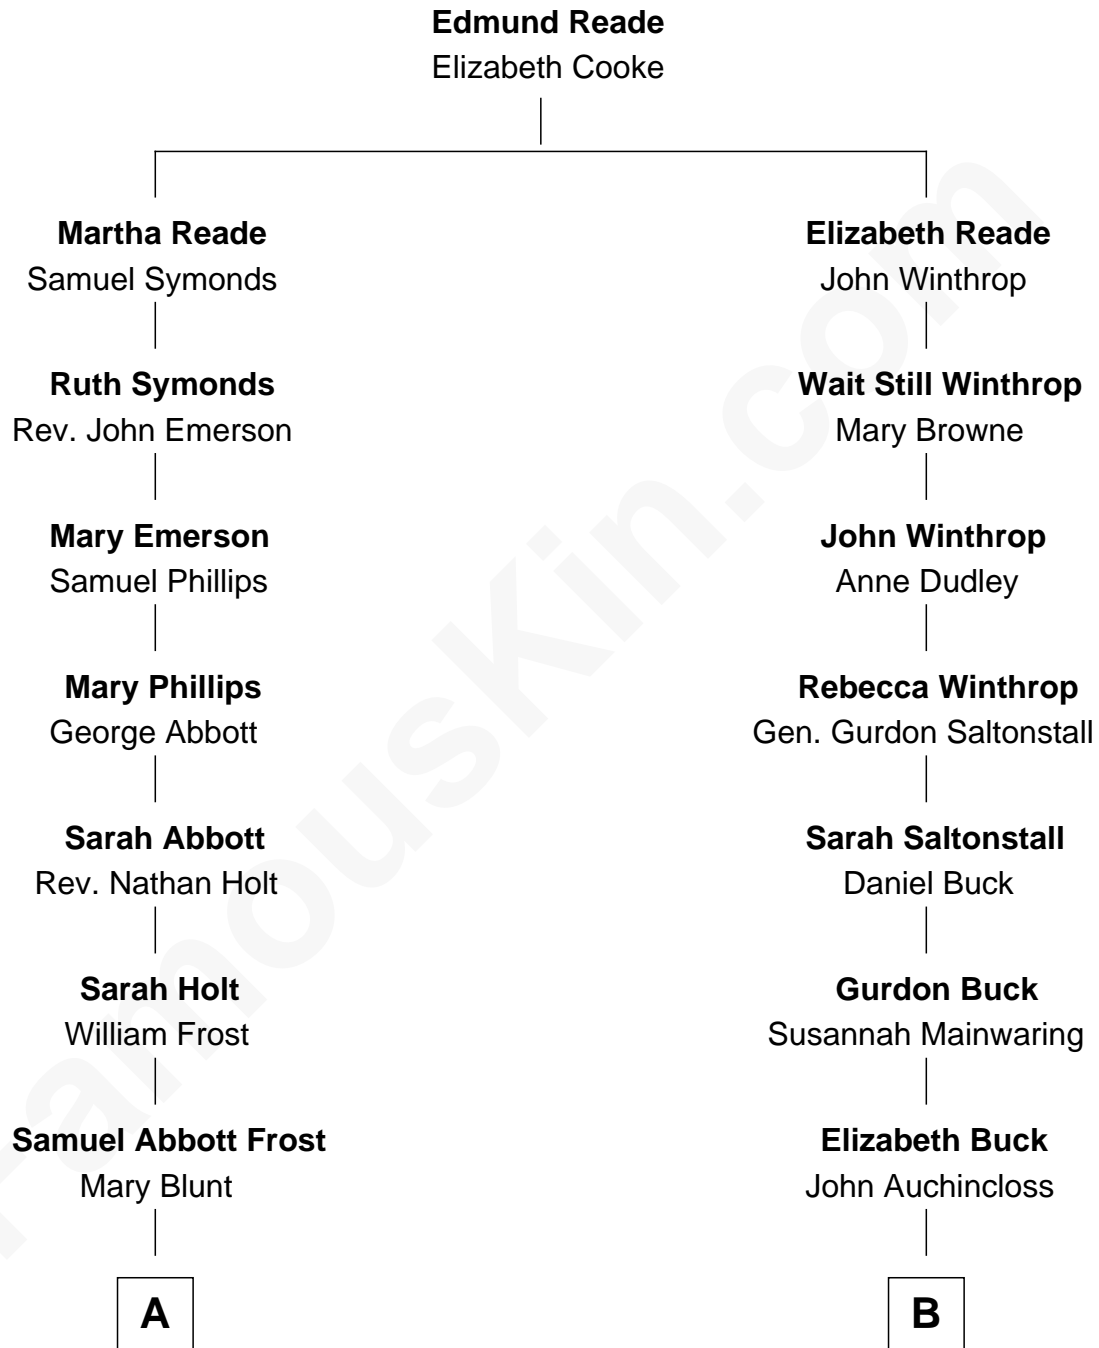 Edmund Reade
Elizabeth Cooke
Martha Reade
Samuel Symonds
Elizabeth Reade
John Winthrop
Ruth Symonds
Rev. John Emerson
Wait Still Winthrop
Mary Browne
Mary Emerson
Samuel Phillips
John Winthrop
Anne Dudley
Mary Phillips
George Abbott
Rebecca Winthrop
Gen. Gurdon Saltonstall
Sarah Abbott
Rev. Nathan Holt
Sarah Saltonstall
Daniel Buck
Sarah Holt
William Frost
Gurdon Buck
Susannah Mainwaring
Samuel Abbott Frost
Mary Blunt
Elizabeth Buck
John Auchincloss
A
B
FamousKin.com